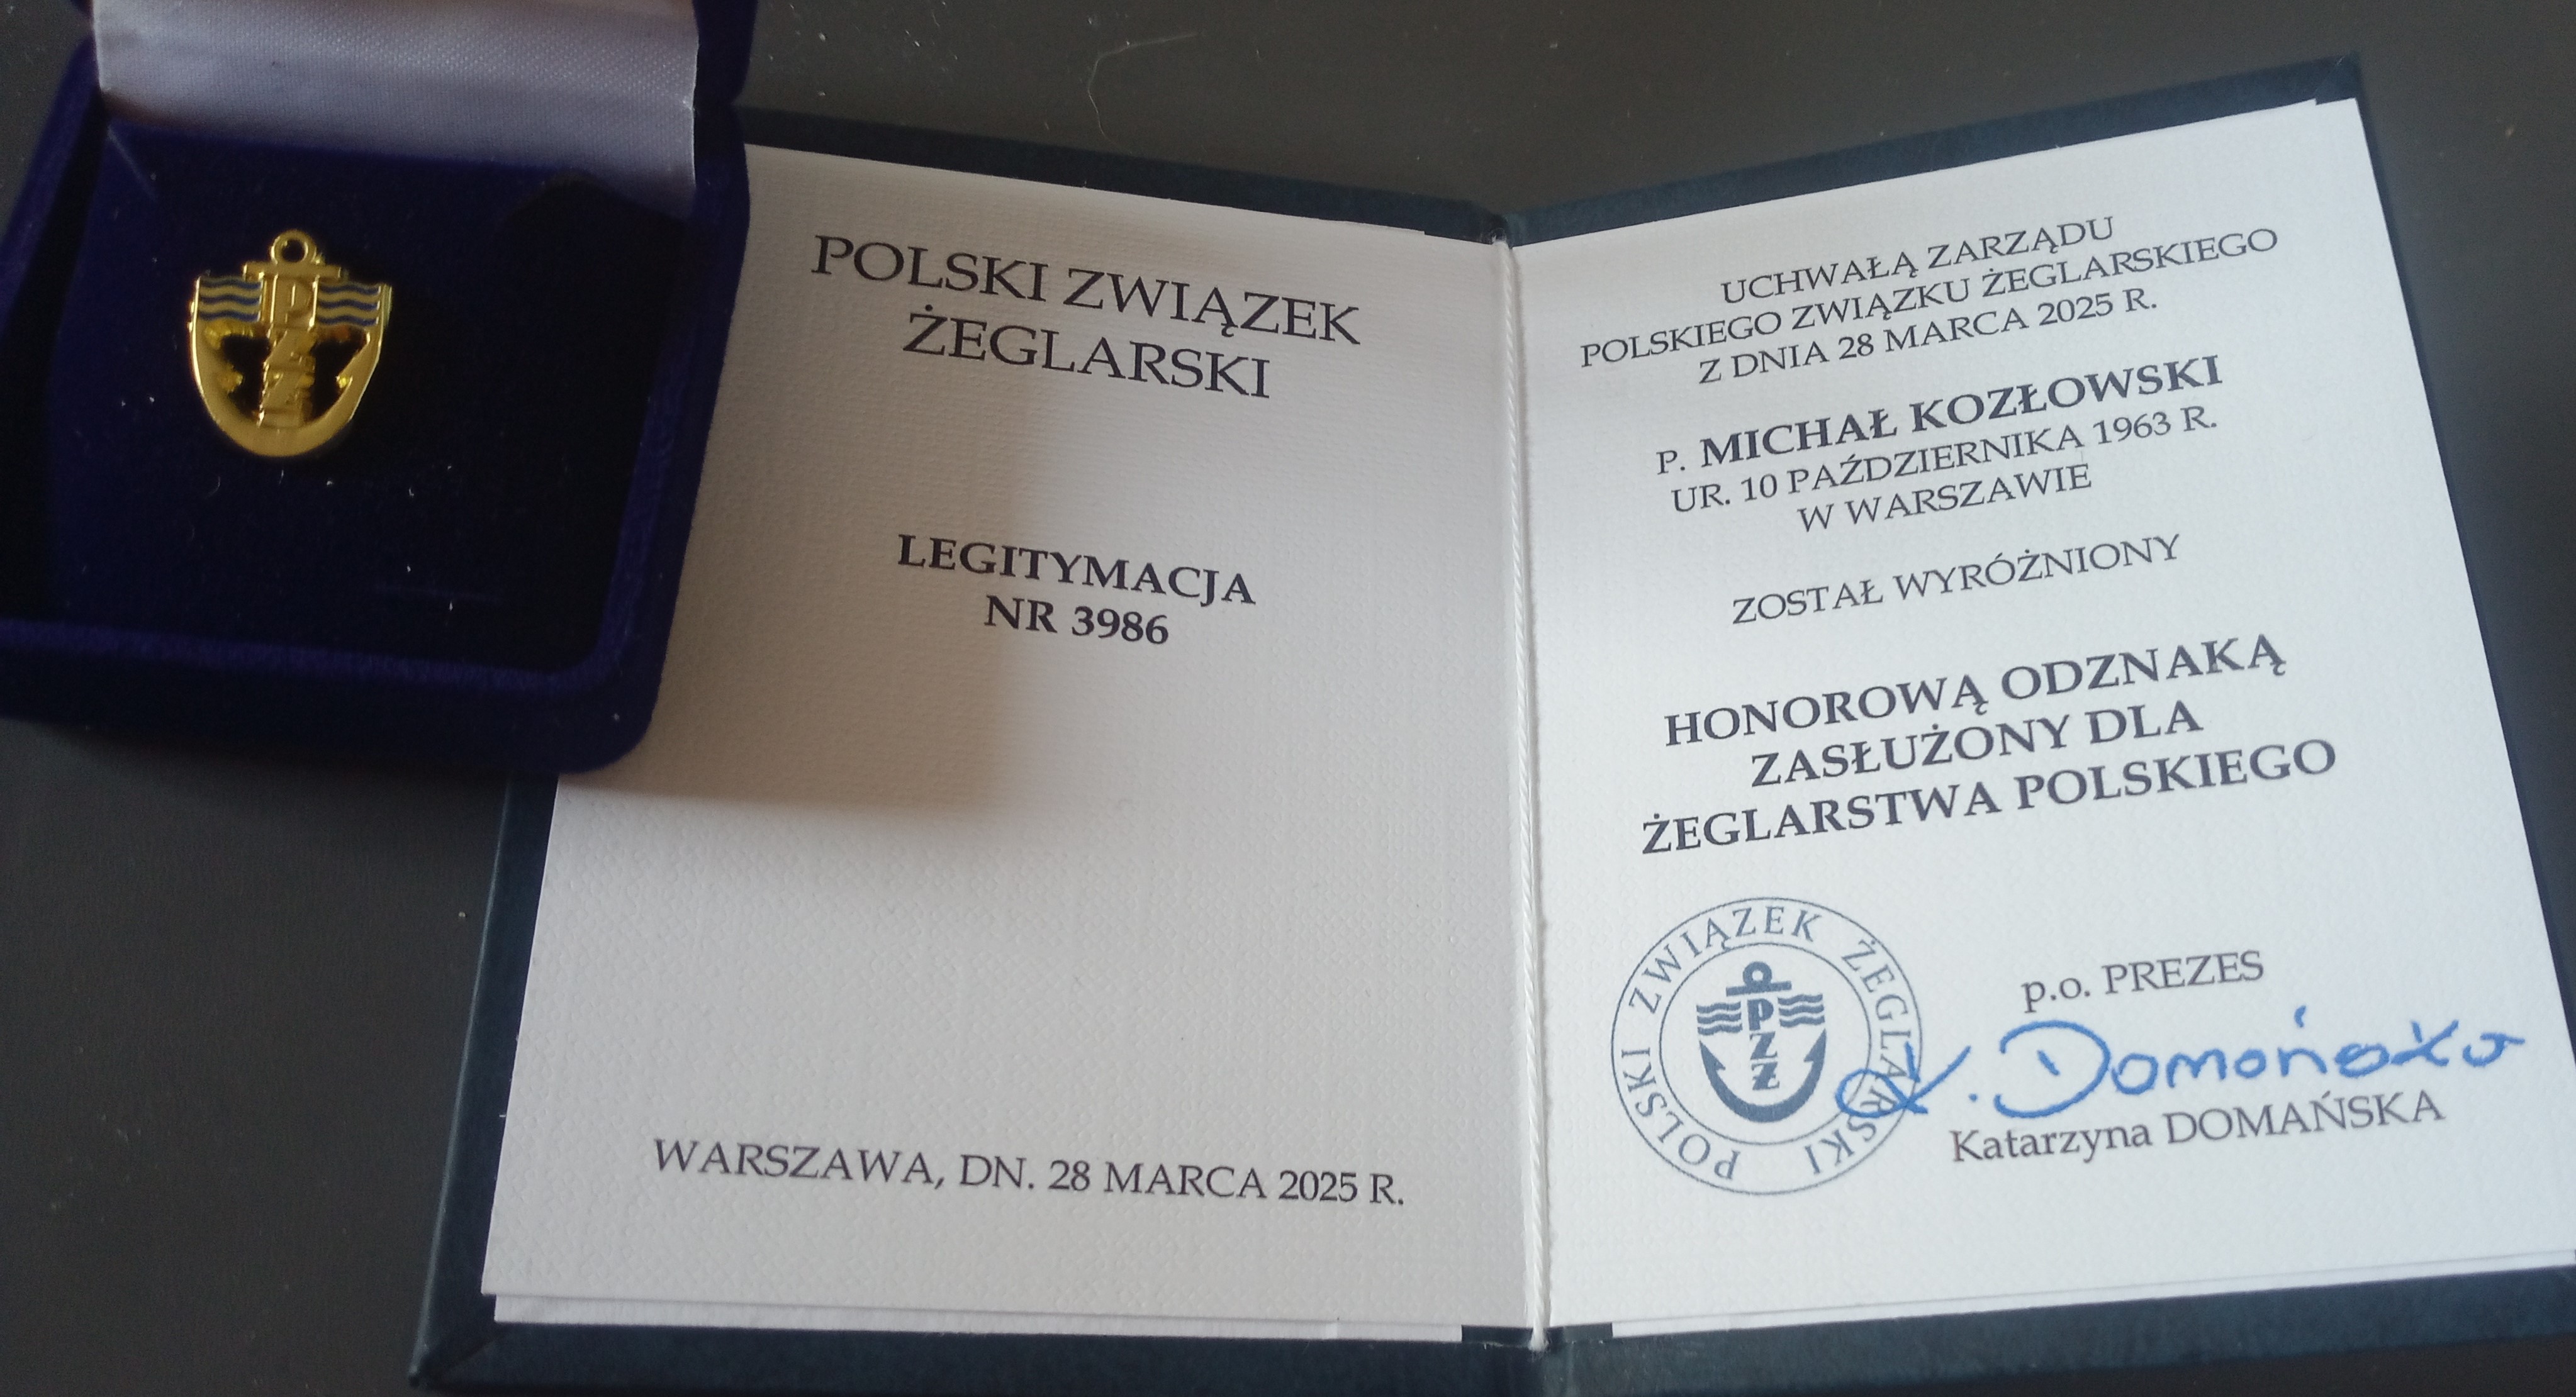 PZŻ
POLSKI ZWIĄZEK
ŻEGLARSKI
LEGITYMACJA
NR 3986
WARSZAWA, DN. 28 MARCA 2025 R.
UCHWAŁĄ ZARZĄDU
POLSKIEGO ZWIĄZKU ŻEGLARSKIEGO
Z DNIA 28 MARCA 2025 R.
P. MICHAŁ KOZŁOWSKI
UR. 10 PAŹDZIERNIKA 1963 R.
W WARSZAWIE
ZOSTAŁ WYRÓŻNIONY
HONOROWĄ ODZNAKĄ
ZASŁUŻONY DLA
ŻEGLARSTWA POLSKIEGO
POLSKI ZWIĄZEK ŻEGLARSKI
PZŻ
p.o. PREZES
K. Domańska
Katarzyna DOMAŃSKA